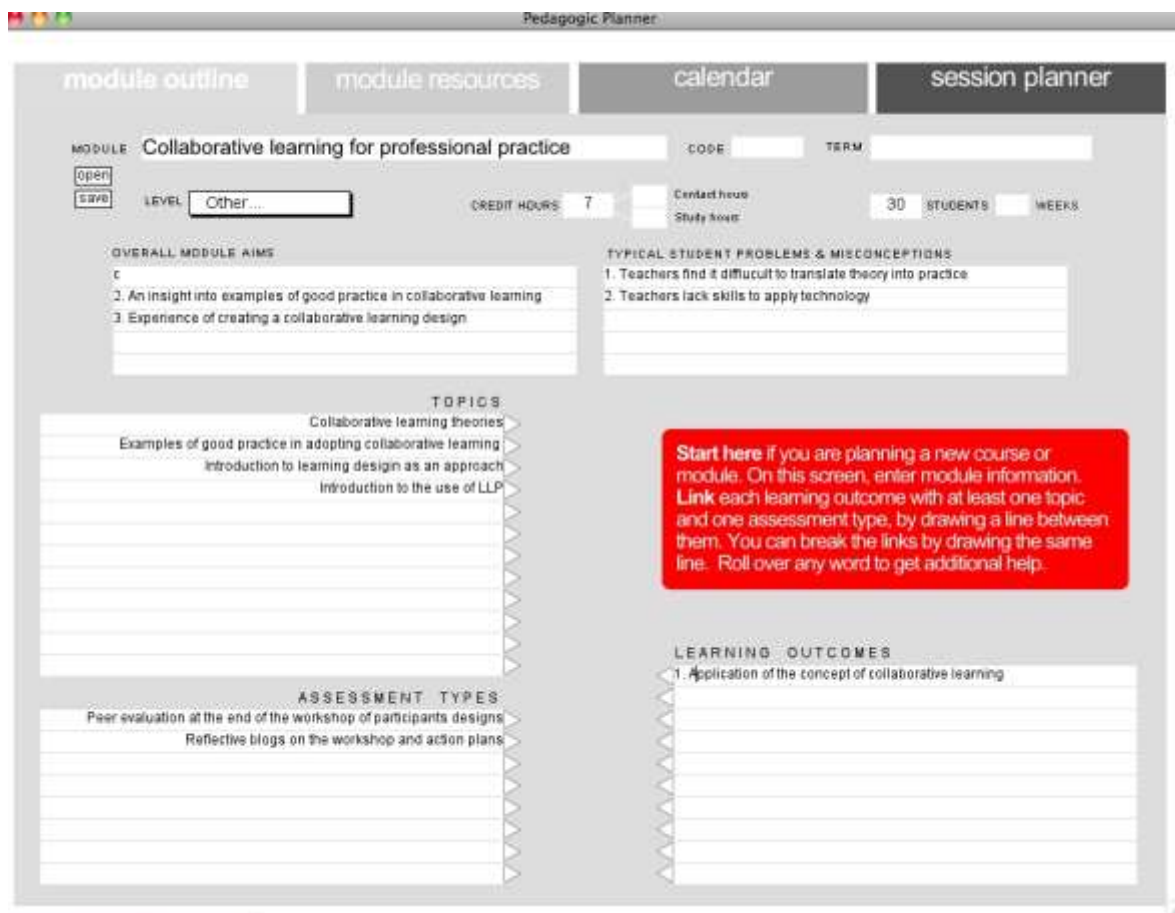 Pedagogic Planner
module outline
module resources
calendar
session planner
MODULE Collaborative learning for professional practice CODE TERM
open
save
LEVEL Other... CREDIT HOURS 7 Contact hours 30 STUDENTS WEEKS
Study hours
OVERALL MODULE AIMS
c
2. An insight into examples of good practice in collaborative learning
3. Experience of creating a collaborative learning design
TYPICAL STUDENT PROBLEMS & MISCONCEPTIONS
1. Teachers find it diffiucult to translate theory into practice
2. Teachers lack skills to apply technology
TOPICS
Collaborative learning theories
Examples of good practice in adopting collaborative learning
Introduction to learning desigin as an approach
Introduction to the use of LLP
Start here if you are planning a new course or
module. On this screen, enter module information.
Link each learning outcome with at least one topic
and one assessment type, by drawing a line between
them. You can break the links by drawing the same
line. Roll over any word to get additional help.
ASSESSMENT TYPES
Peer evaluation at the end of the workshop of participants designs
Reflective blogs on the workshop and action plans
LEARNING OUTCOMES
1. Application of the concept of collaborative learning